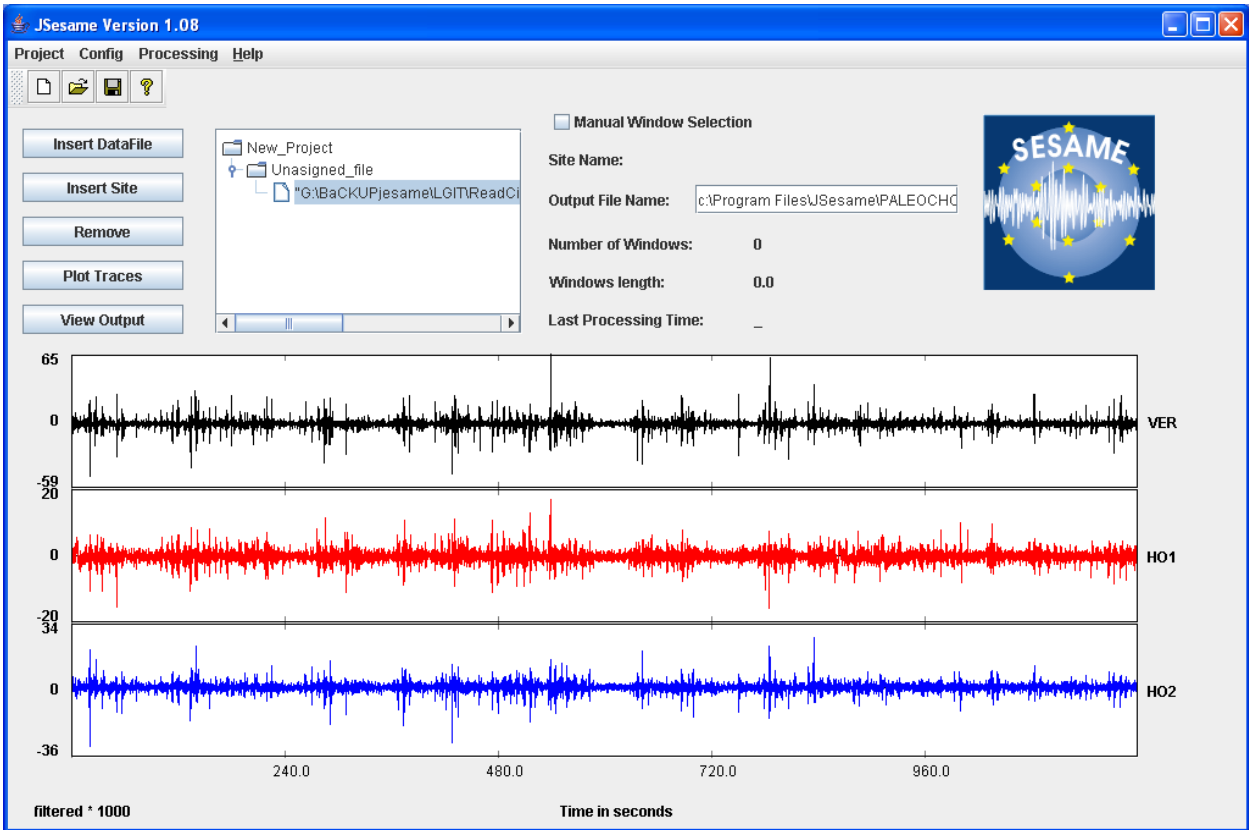 JSesame Version 1.08
Project Config Processing Help
Insert DataFile
Insert Site
Remove
Plot Traces
View Output
New_Project
Unasigned_file
"G:\BaCKUPjesame\LGIT\ReadCi
Manual Window Selection
Site Name:
Output File Name: c:\Program Files\JSesame\PALEOCHO
Number of Windows: 0
Windows length: 0.0
Last Processing Time: _
SESAME
65
0
-59
VER
20
0
-20
HO1
34
0
-36
HO2
240.0 480.0 720.0 960.0
filtered * 1000 Time in seconds